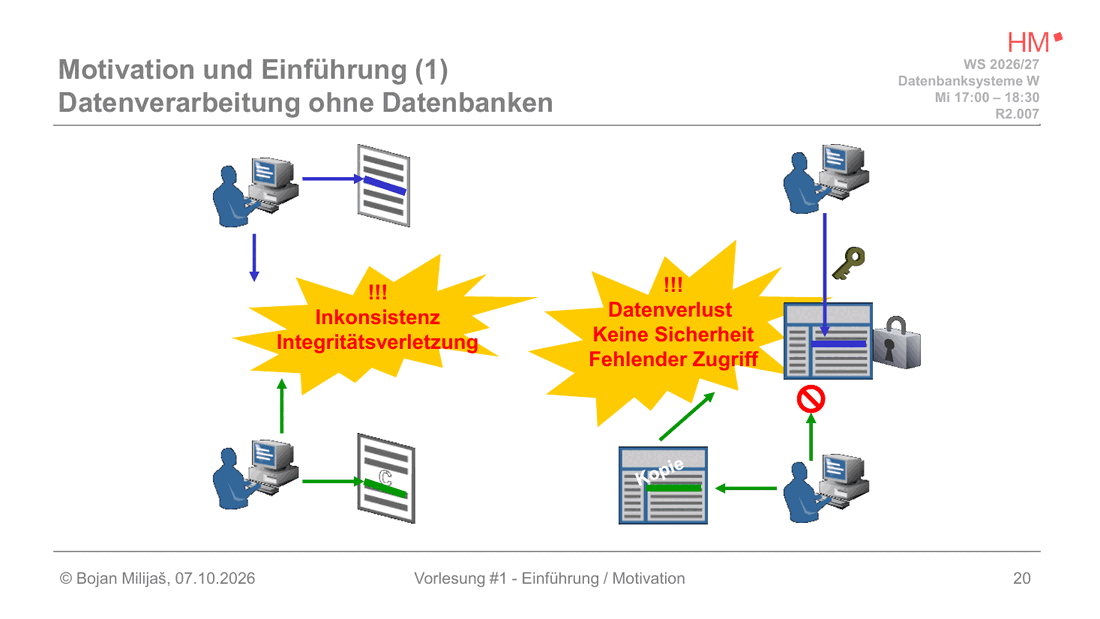 Motivation und Einführung (1)
Datenverarbeitung ohne Datenbanken
HM
WS 2026/27
Datenbanksysteme W
Mi 17:00 – 18:30
R2.007
!!!
Inkonsistenz
Integritätsverletzung
!!!
Datenverlust
Keine Sicherheit
Fehlender Zugriff
C
Kopie
© Bojan Milijaš, 07.10.2026
Vorlesung #1 - Einführung / Motivation
20